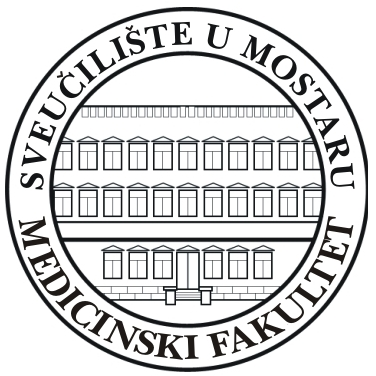 SVEUČILIŠTE U MOSTARU
MEDICINSKI FAKULTET